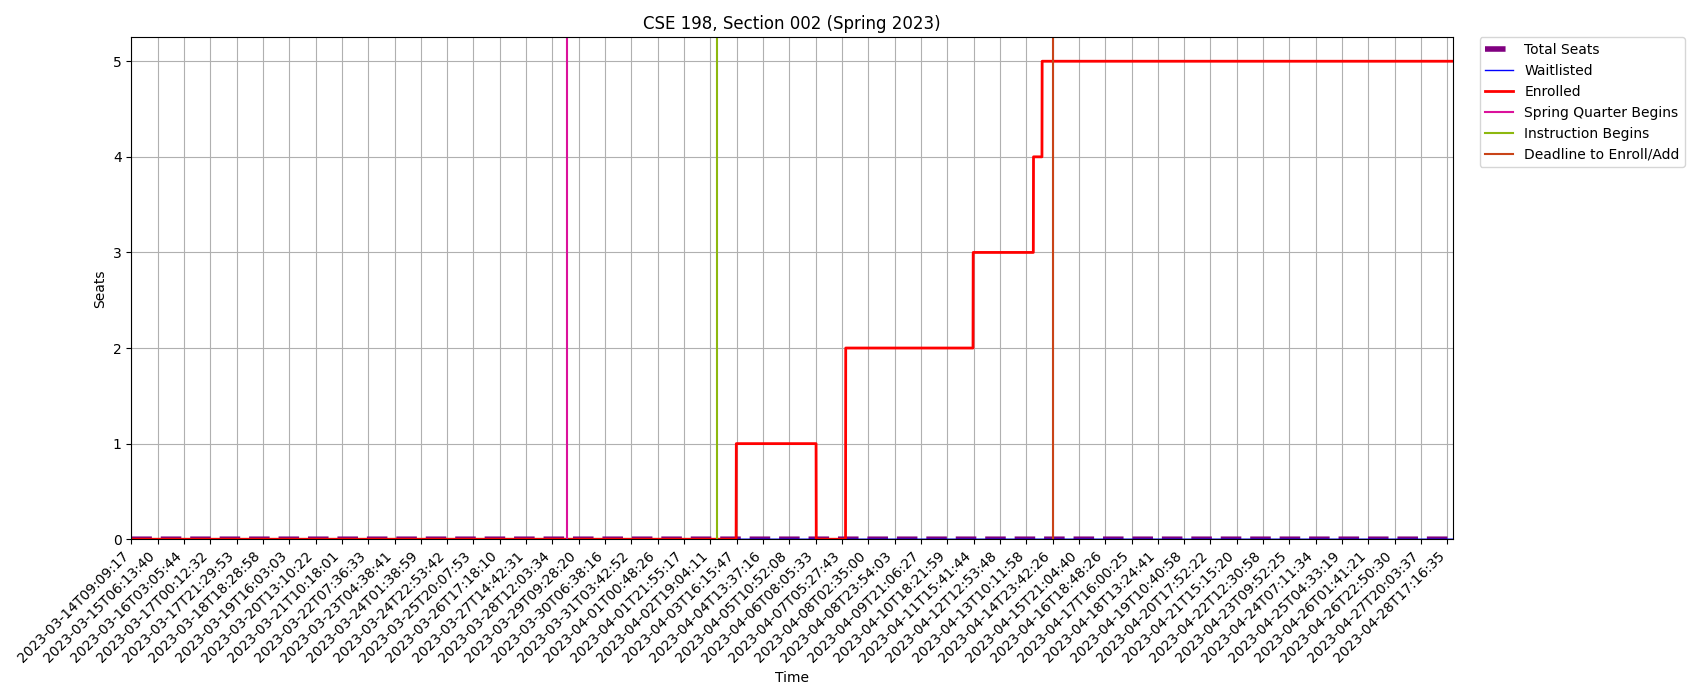 CSE 198, Section 002 (Spring 2023)
Total Seats
Waitlisted
Enrolled
Spring Quarter Begins
Instruction Begins
Deadline to Enroll/Add
Seats
5
4
3
2
1
0
2023-03-14T09:09:17
2023-03-15T06:13:40
2023-03-16T03:05:44
2023-03-17T00:12:32
2023-03-17T21:29:53
2023-03-18T18:28:58
2023-03-19T16:03:03
2023-03-20T13:10:22
2023-03-21T10:18:01
2023-03-22T07:36:33
2023-03-23T04:38:41
2023-03-24T01:38:59
2023-03-24T22:53:42
2023-03-25T20:07:53
2023-03-26T17:18:10
2023-03-27T14:42:31
2023-03-28T12:03:34
2023-03-29T09:28:20
2023-03-30T06:38:16
2023-03-31T03:42:52
2023-04-01T00:48:26
2023-04-01T21:55:17
2023-04-02T19:04:11
2023-04-03T16:15:47
2023-04-04T13:37:16
2023-04-05T10:52:08
2023-04-06T08:05:33
2023-04-07T05:27:43
2023-04-08T02:35:00
2023-04-08T23:54:03
2023-04-09T21:06:27
2023-04-10T18:21:59
2023-04-11T15:41:44
2023-04-12T12:53:48
2023-04-13T10:11:58
2023-04-14T23:42:26
2023-04-15T21:04:40
2023-04-16T18:48:26
2023-04-17T16:00:25
2023-04-18T13:24:41
2023-04-19T10:40:58
2023-04-20T17:52:22
2023-04-21T15:15:20
2023-04-22T12:30:58
2023-04-23T09:52:25
2023-04-24T07:11:34
2023-04-25T04:33:19
2023-04-26T01:41:21
2023-04-26T22:50:30
2023-04-27T20:03:37
2023-04-28T17:16:35
Time